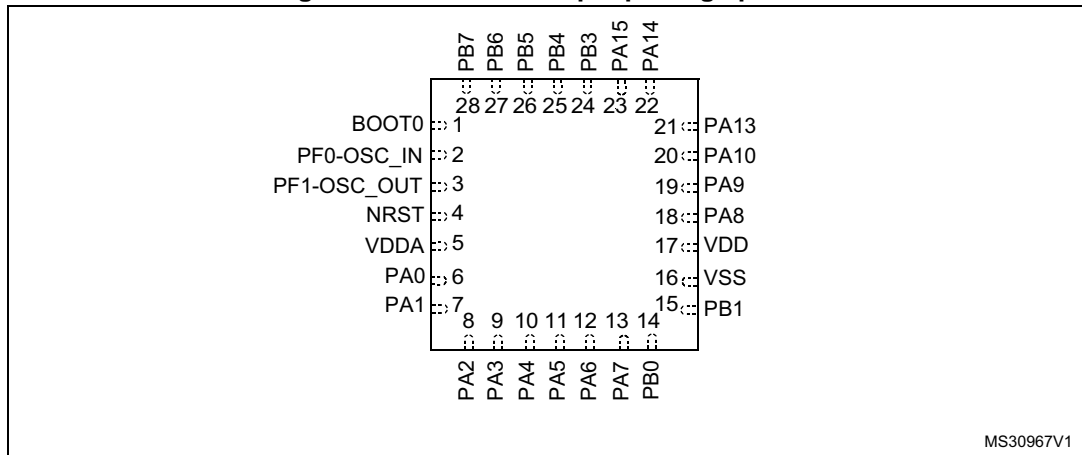 PB7 PB6 PB5 PB4 PB3 PA15 PA14
28 27 26 25 24 23 22
BOOT0 1 21 PA13
PF0-OSC_IN 2 20 PA10
PF1-OSC_OUT 3 19 PA9
NRST 4 18 PA8
VDDA 5 17 VDD
PA0 6 16 VSS
PA1 7 15 PB1
8 9 10 11 12 13 14
PA2 PA3 PA4 PA5 PA6 PA7 PB0
MS30967V1